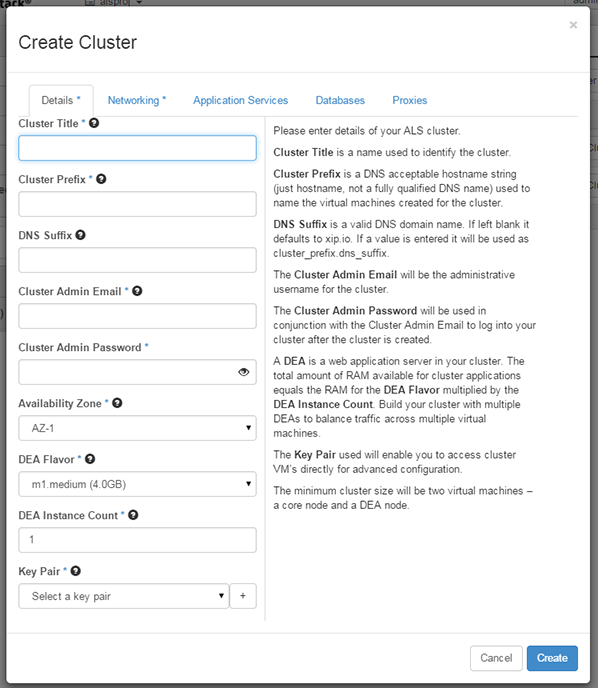 alsproj
×
Create Cluster
Details *
Networking *
Application Services
Databases
Proxies
Cluster Title *
Cluster Prefix *
DNS Suffix
Cluster Admin Email *
Cluster Admin Password *
Availability Zone *
AZ-1
DEA Flavor *
m1.medium (4.0GB)
DEA Instance Count *
1
Key Pair *
Select a key pair
+
Please enter details of your ALS cluster.
Cluster Title is a name used to identify the cluster.
Cluster Prefix is a DNS acceptable hostname string
(just hostname, not a fully qualified DNS name) used to
name the virtual machines created for the cluster.
DNS Suffix is a valid DNS domain name. If left blank it
defaults to xip.io. If a value is entered it will be used as
cluster_prefix.dns_suffix.
The Cluster Admin Email will be the administrative
username for the cluster.
The Cluster Admin Password will be used in
conjunction with the Cluster Admin Email to log into your
cluster after the cluster is created.
A DEA is a web application server in your cluster. The
total amount of RAM available for cluster applications
equals the RAM for the DEA Flavor multiplied by the
DEA Instance Count. Build your cluster with multiple
DEAs to balance traffic across multiple virtual
machines.
The Key Pair used will enable you to access cluster
VM's directly for advanced configuration.
The minimum cluster size will be two virtual machines –
a core node and a DEA node.
Cancel
Create